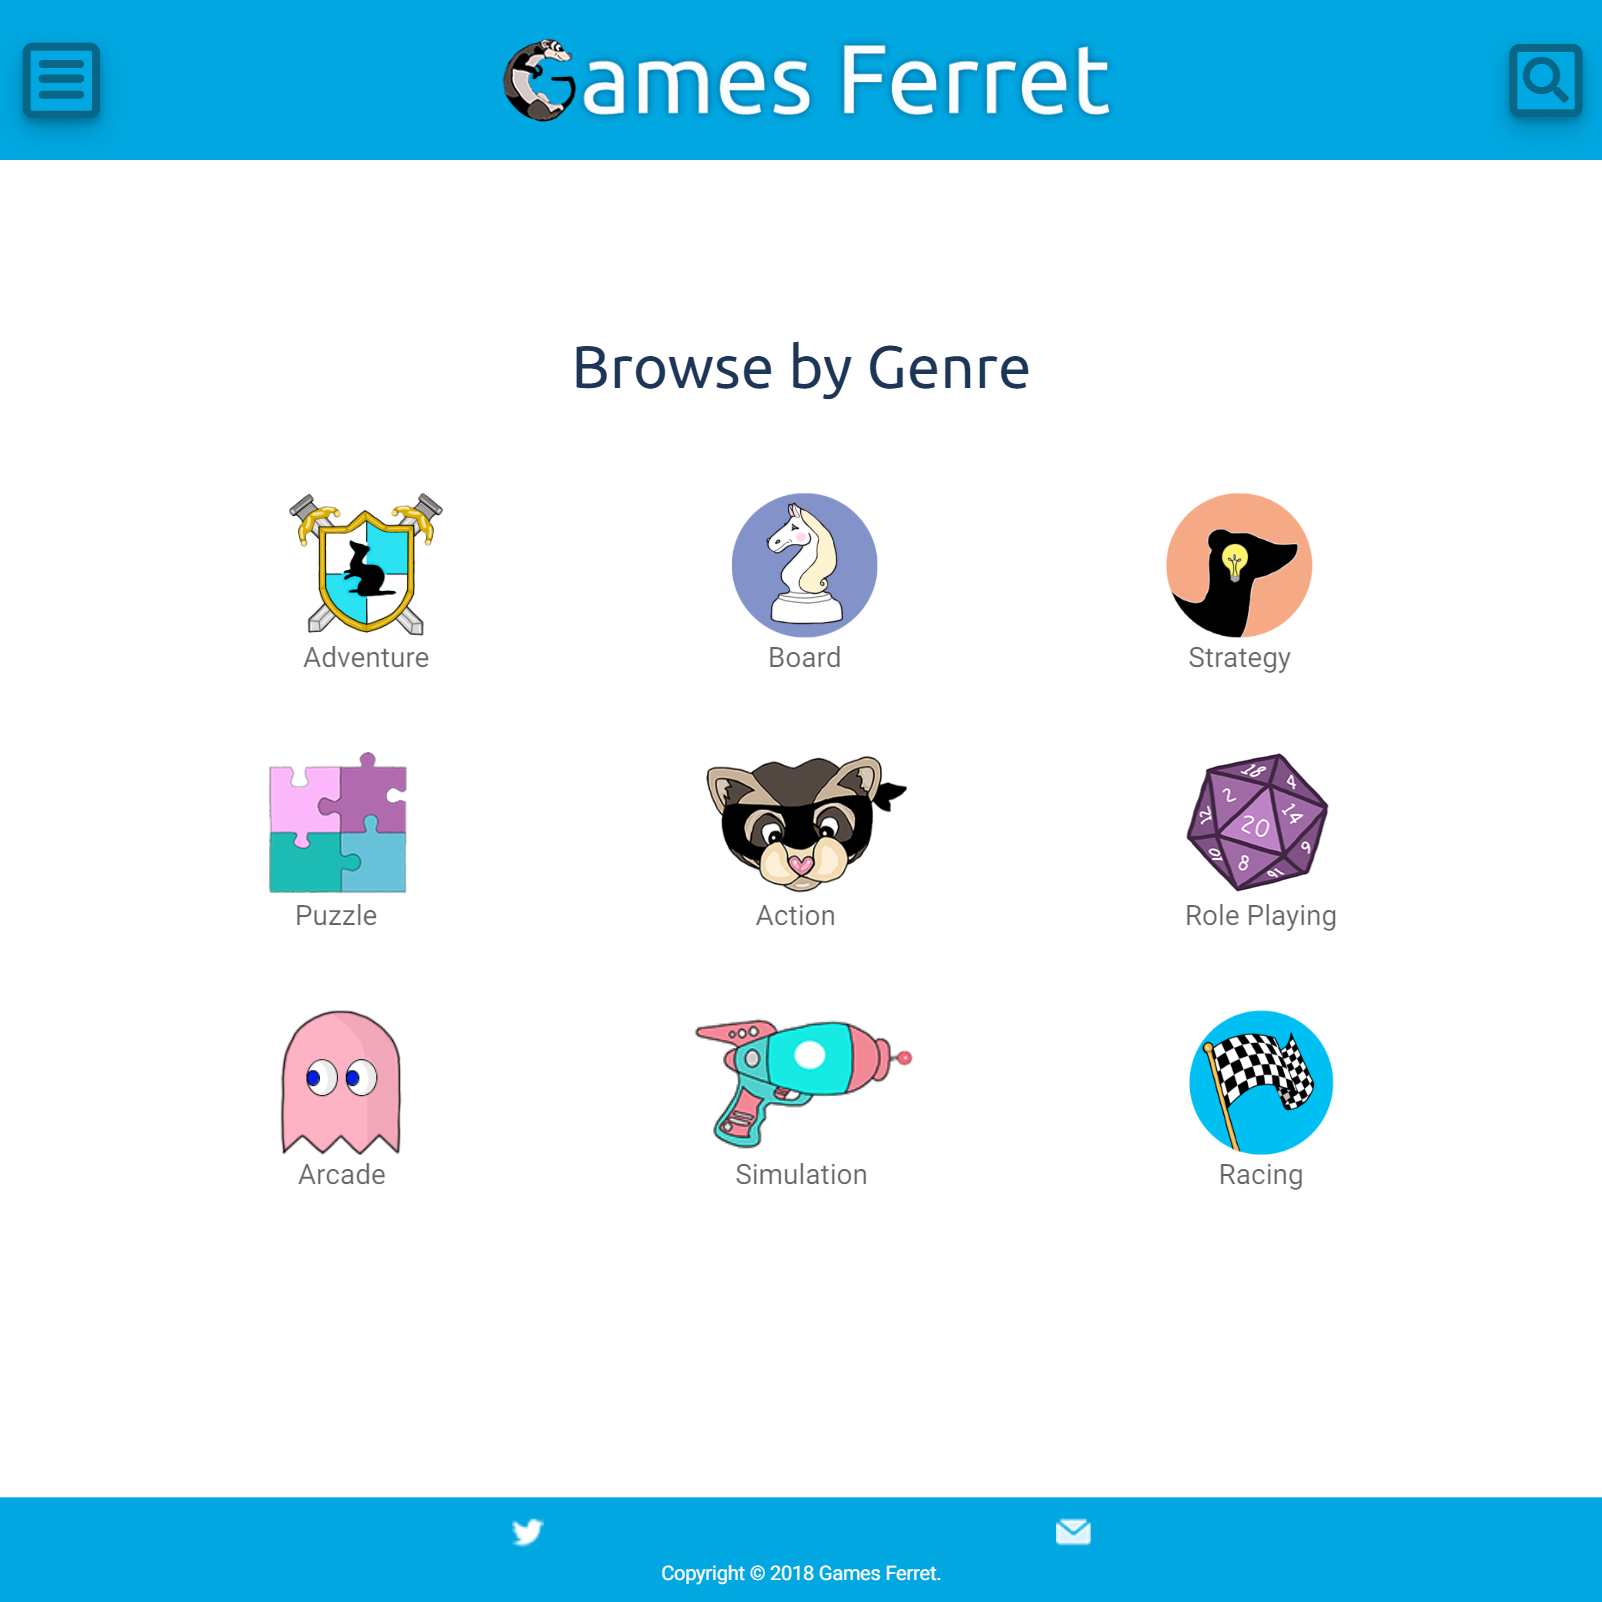 Games Ferret
Browse by Genre
Adventure
Board
Strategy
Puzzle
Action
18
4
2
14
12
20
6
10
8
16
Role Playing
Arcade
Simulation
Racing
Copyright © 2018 Games Ferret.